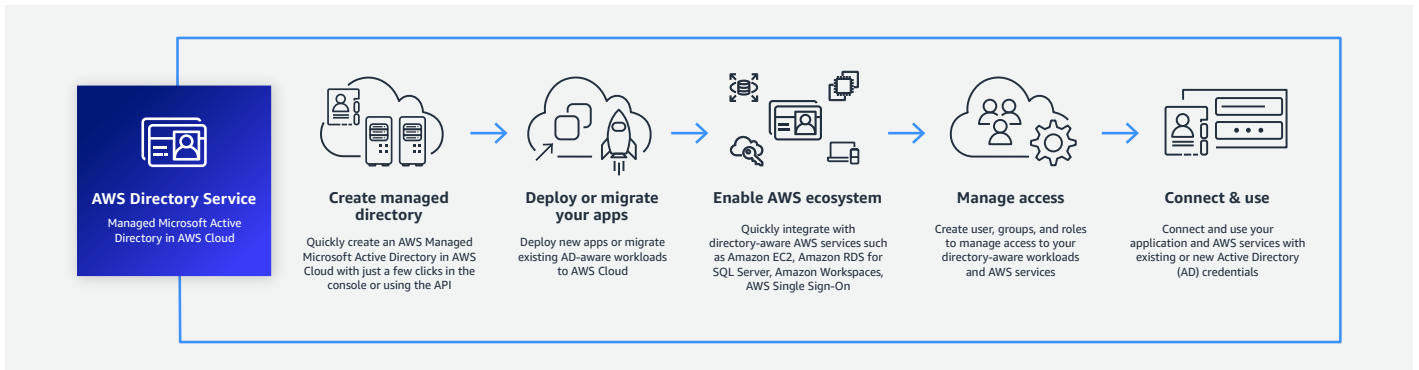 AWS Directory Service
Managed Microsoft Active
Directory in AWS Cloud
Create managed
directory
Quickly create an AWS Managed
Microsoft Active Directory in AWS
Cloud with just a few clicks in the
console or using the API
Deploy or migrate
your apps
Deploy new apps or migrate
existing AD-aware workloads
to AWS Cloud
Enable AWS ecosystem
Quickly integrate with
directory-aware AWS services such
as Amazon EC2, Amazon RDS for
SQL Server, Amazon Workspaces,
AWS Single Sign-On
Manage access
Create user, groups, and roles
to manage access to your
directory-aware workloads
and AWS services
Connect & use
Connect and use your
application and AWS services with
existing or new Active Directory
(AD) credentials